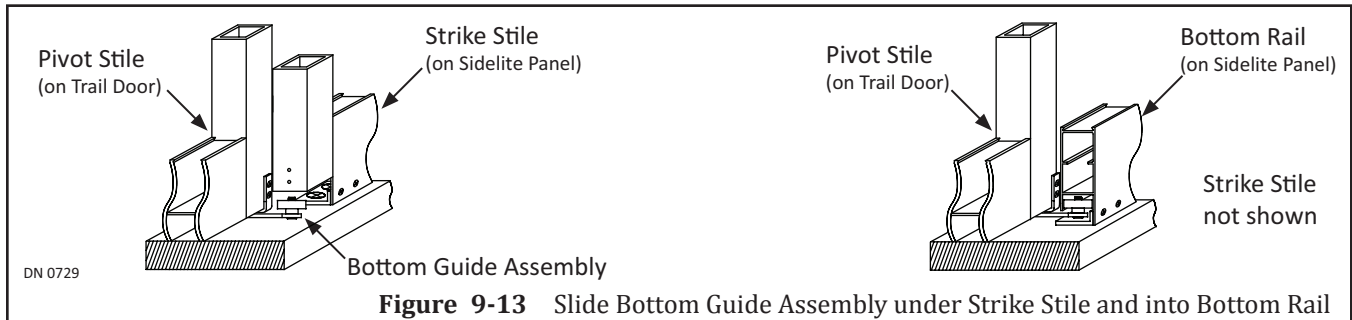 Pivot Stile
(on Trail Door)
Strike Stile
(on Sidelite Panel)
Bottom Guide Assembly
DN 0729
Pivot Stile
(on Trail Door)
Bottom Rail
(on Sidelite Panel)
Strike Stile
not shown
Figure 9-13 Slide Bottom Guide Assembly under Strike Stile and into Bottom Rail